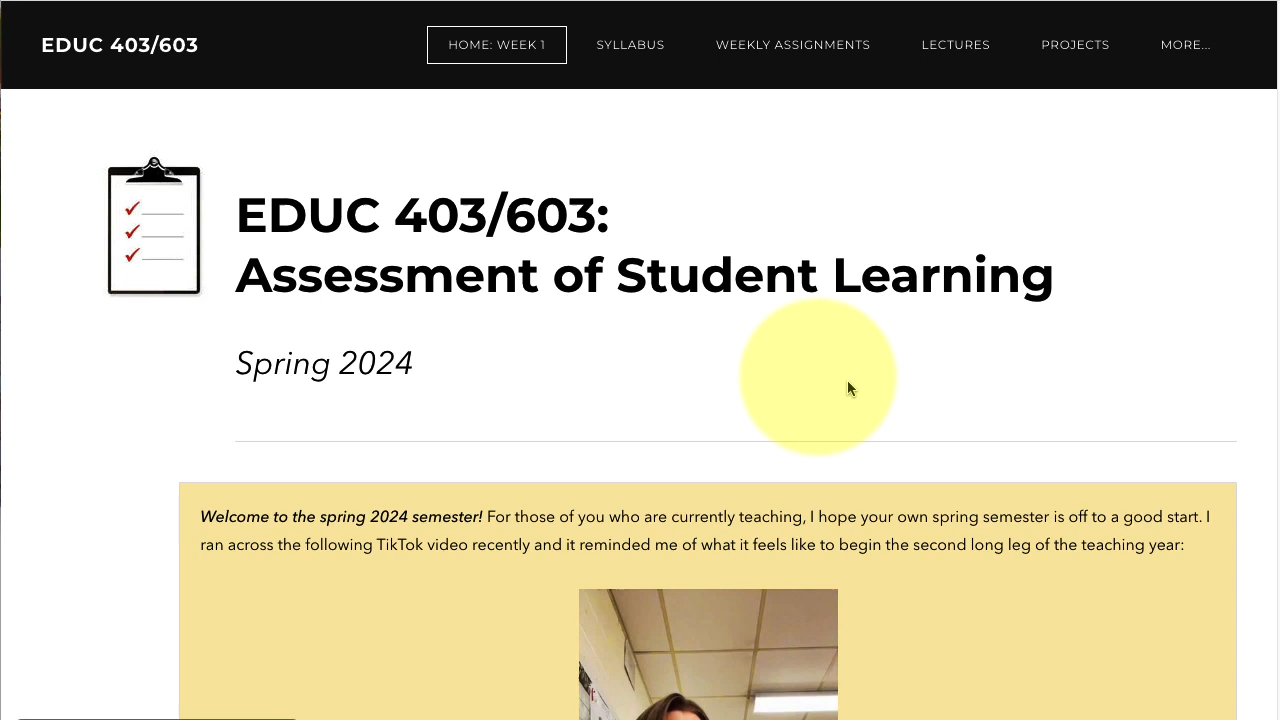 EDUC 403/603
HOME: WEEK 1
SYLLABUS
WEEKLY ASSIGNMENTS
LECTURES
PROJECTS
MORE...
EDUC 403/603:
Assessment of Student Learning
Spring 2024
Welcome to the spring 2024 semester! For those of you who are currently teaching, I hope your own spring semester is off to a good start. I
ran across the following TikTok video recently and it reminded me of what it feels like to begin the second long leg of the teaching year: